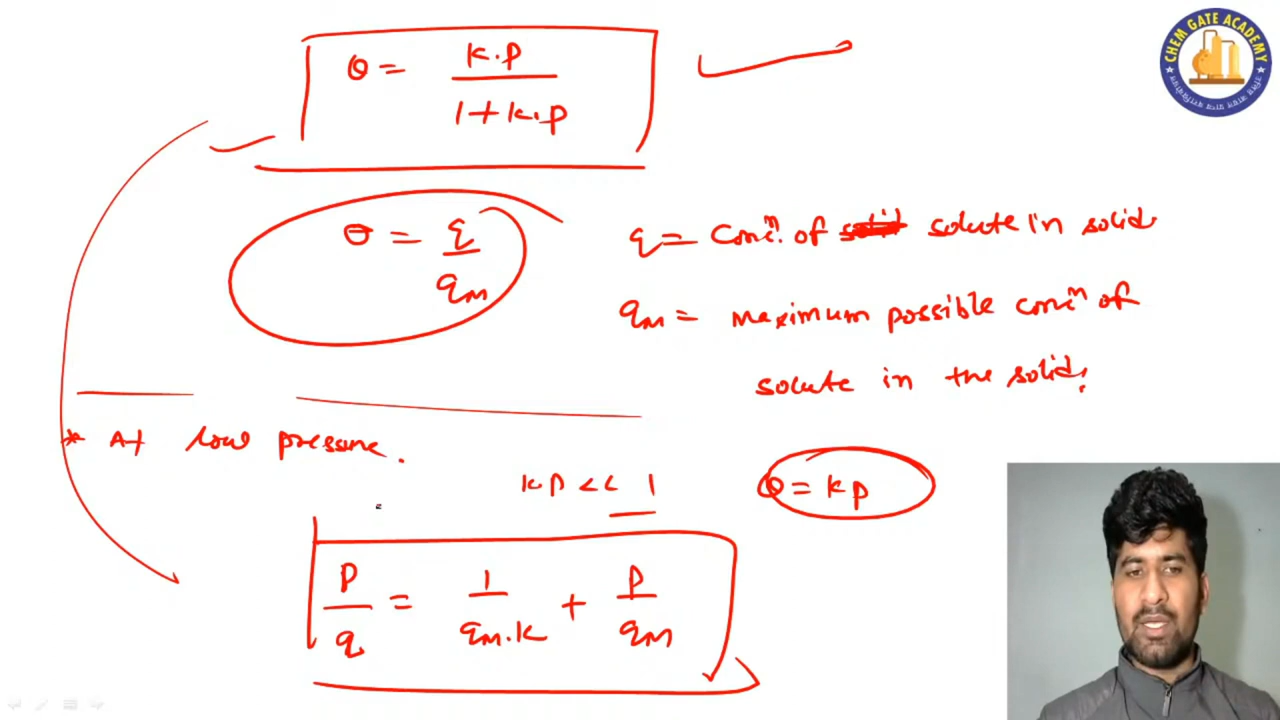 CHEM GATE ACADEMY
θ = k.p / 1+k.p
θ = q / qm
q = Concn. of solute in solid
qm = maximum possible concn of
solute in the solid.
* At low pressure.
kp << 1
θ = kp
p/q = 1/qm.k + p/qm